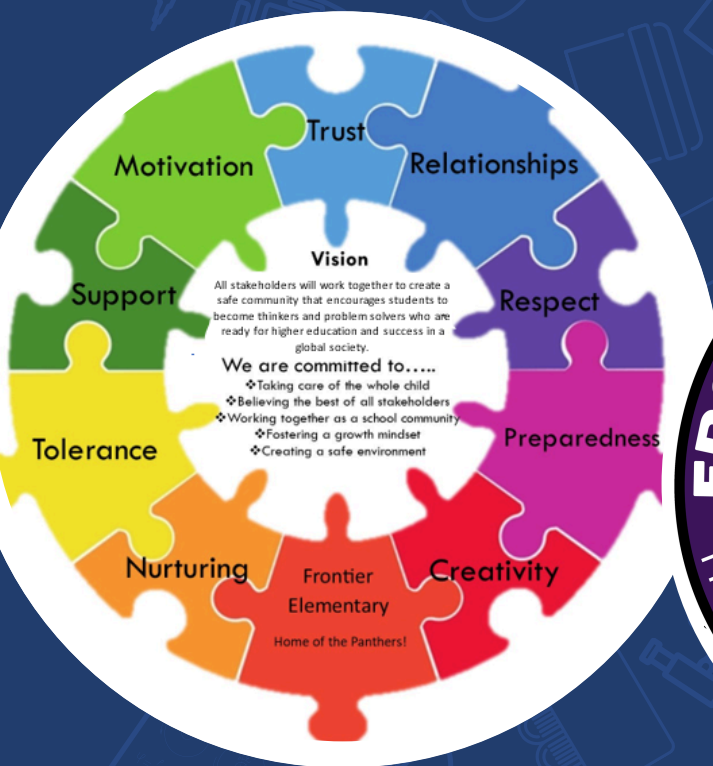 Trust
Motivation
Relationships
Support
Respect
Vision
All stakeholders will work together to create a
safe community that encourages students to
become thinkers and problem solvers who are
ready for higher education and success in a
global society.
We are committed to.....
❖Taking care of the whole child
❖Believing the best of all stakeholders
❖Working together as a school community
❖Fostering a growth mindset
❖Creating a safe environment
Tolerance
Preparedness
Nurturing
Creativity
Frontier
Elementary
Home of the Panthers!